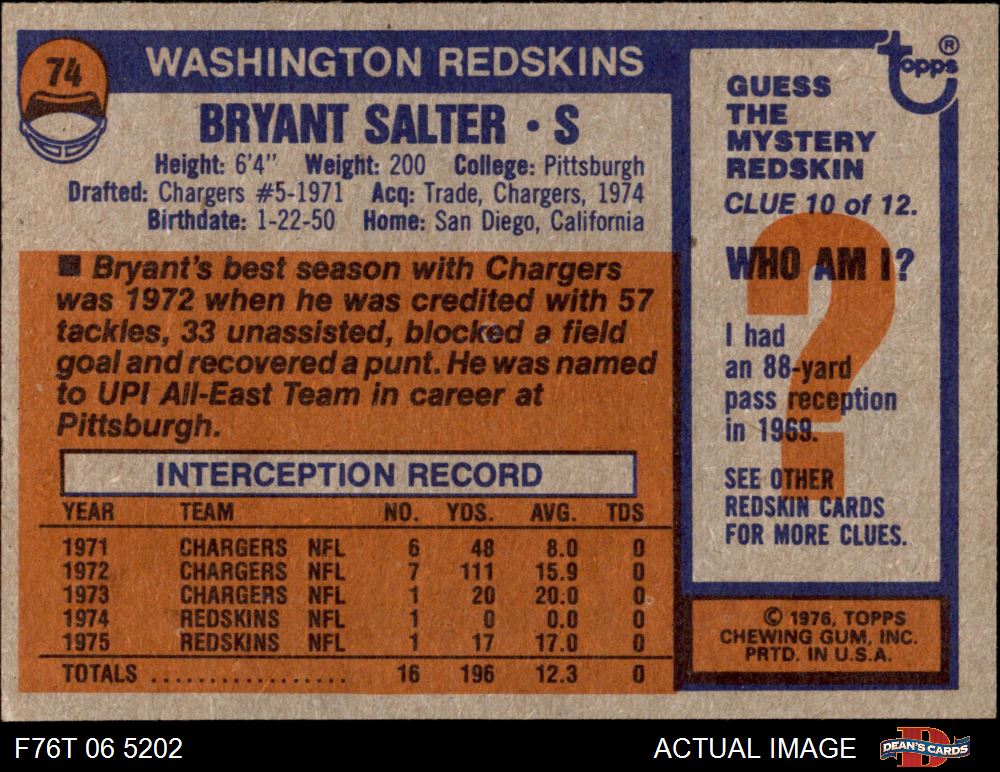 74
WASHINGTON REDSKINS
BRYANT SALTER • S
Height: 6'4" Weight: 200 College: Pittsburgh
Drafted: Chargers #5-1971 Acq: Trade, Chargers, 1974
Birthdate: 1-22-50 Home: San Diego, California
■ Bryant's best season with Chargers
was 1972 when he was credited with 57
tackles, 33 unassisted, blocked a field
goal and recovered a punt. He was named
to UPI All-East Team in career at
Pittsburgh.
INTERCEPTION RECORD
YEAR TEAM NO. YDS. AVG. TDS
1971 CHARGERS NFL 6 48 8.0 0
1972 CHARGERS NFL 7 111 15.9 0
1973 CHARGERS NFL 1 20 20.0 0
1974 REDSKINS NFL 1 0 0.0 0
1975 REDSKINS NFL 1 17 17.0 0
TOTALS ................. 16 196 12.3 0
topps ®
GUESS
THE
MYSTERY
REDSKIN
CLUE 10 of 12.
WHO AM I?
?
I had
an 88-yard
pass reception
in 1969.
SEE OTHER
REDSKIN CARDS
FOR MORE CLUES.
© 1976, TOPPS
CHEWING GUM, INC.
PRTD. IN U.S.A.
F76T 06 5202
ACTUAL IMAGE
DEAN'S CARDS